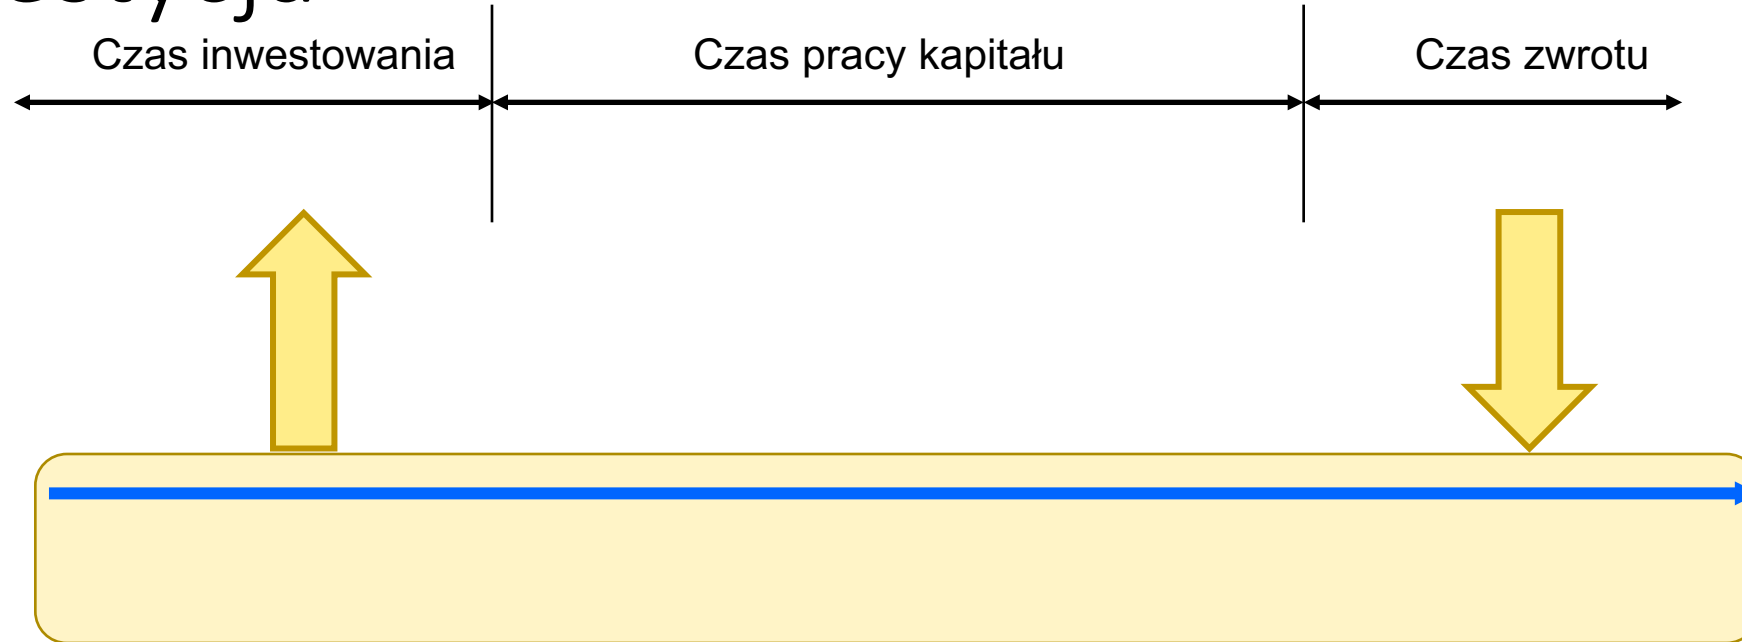 Czas inwestowania
Czas pracy kapitału
Czas zwrotu